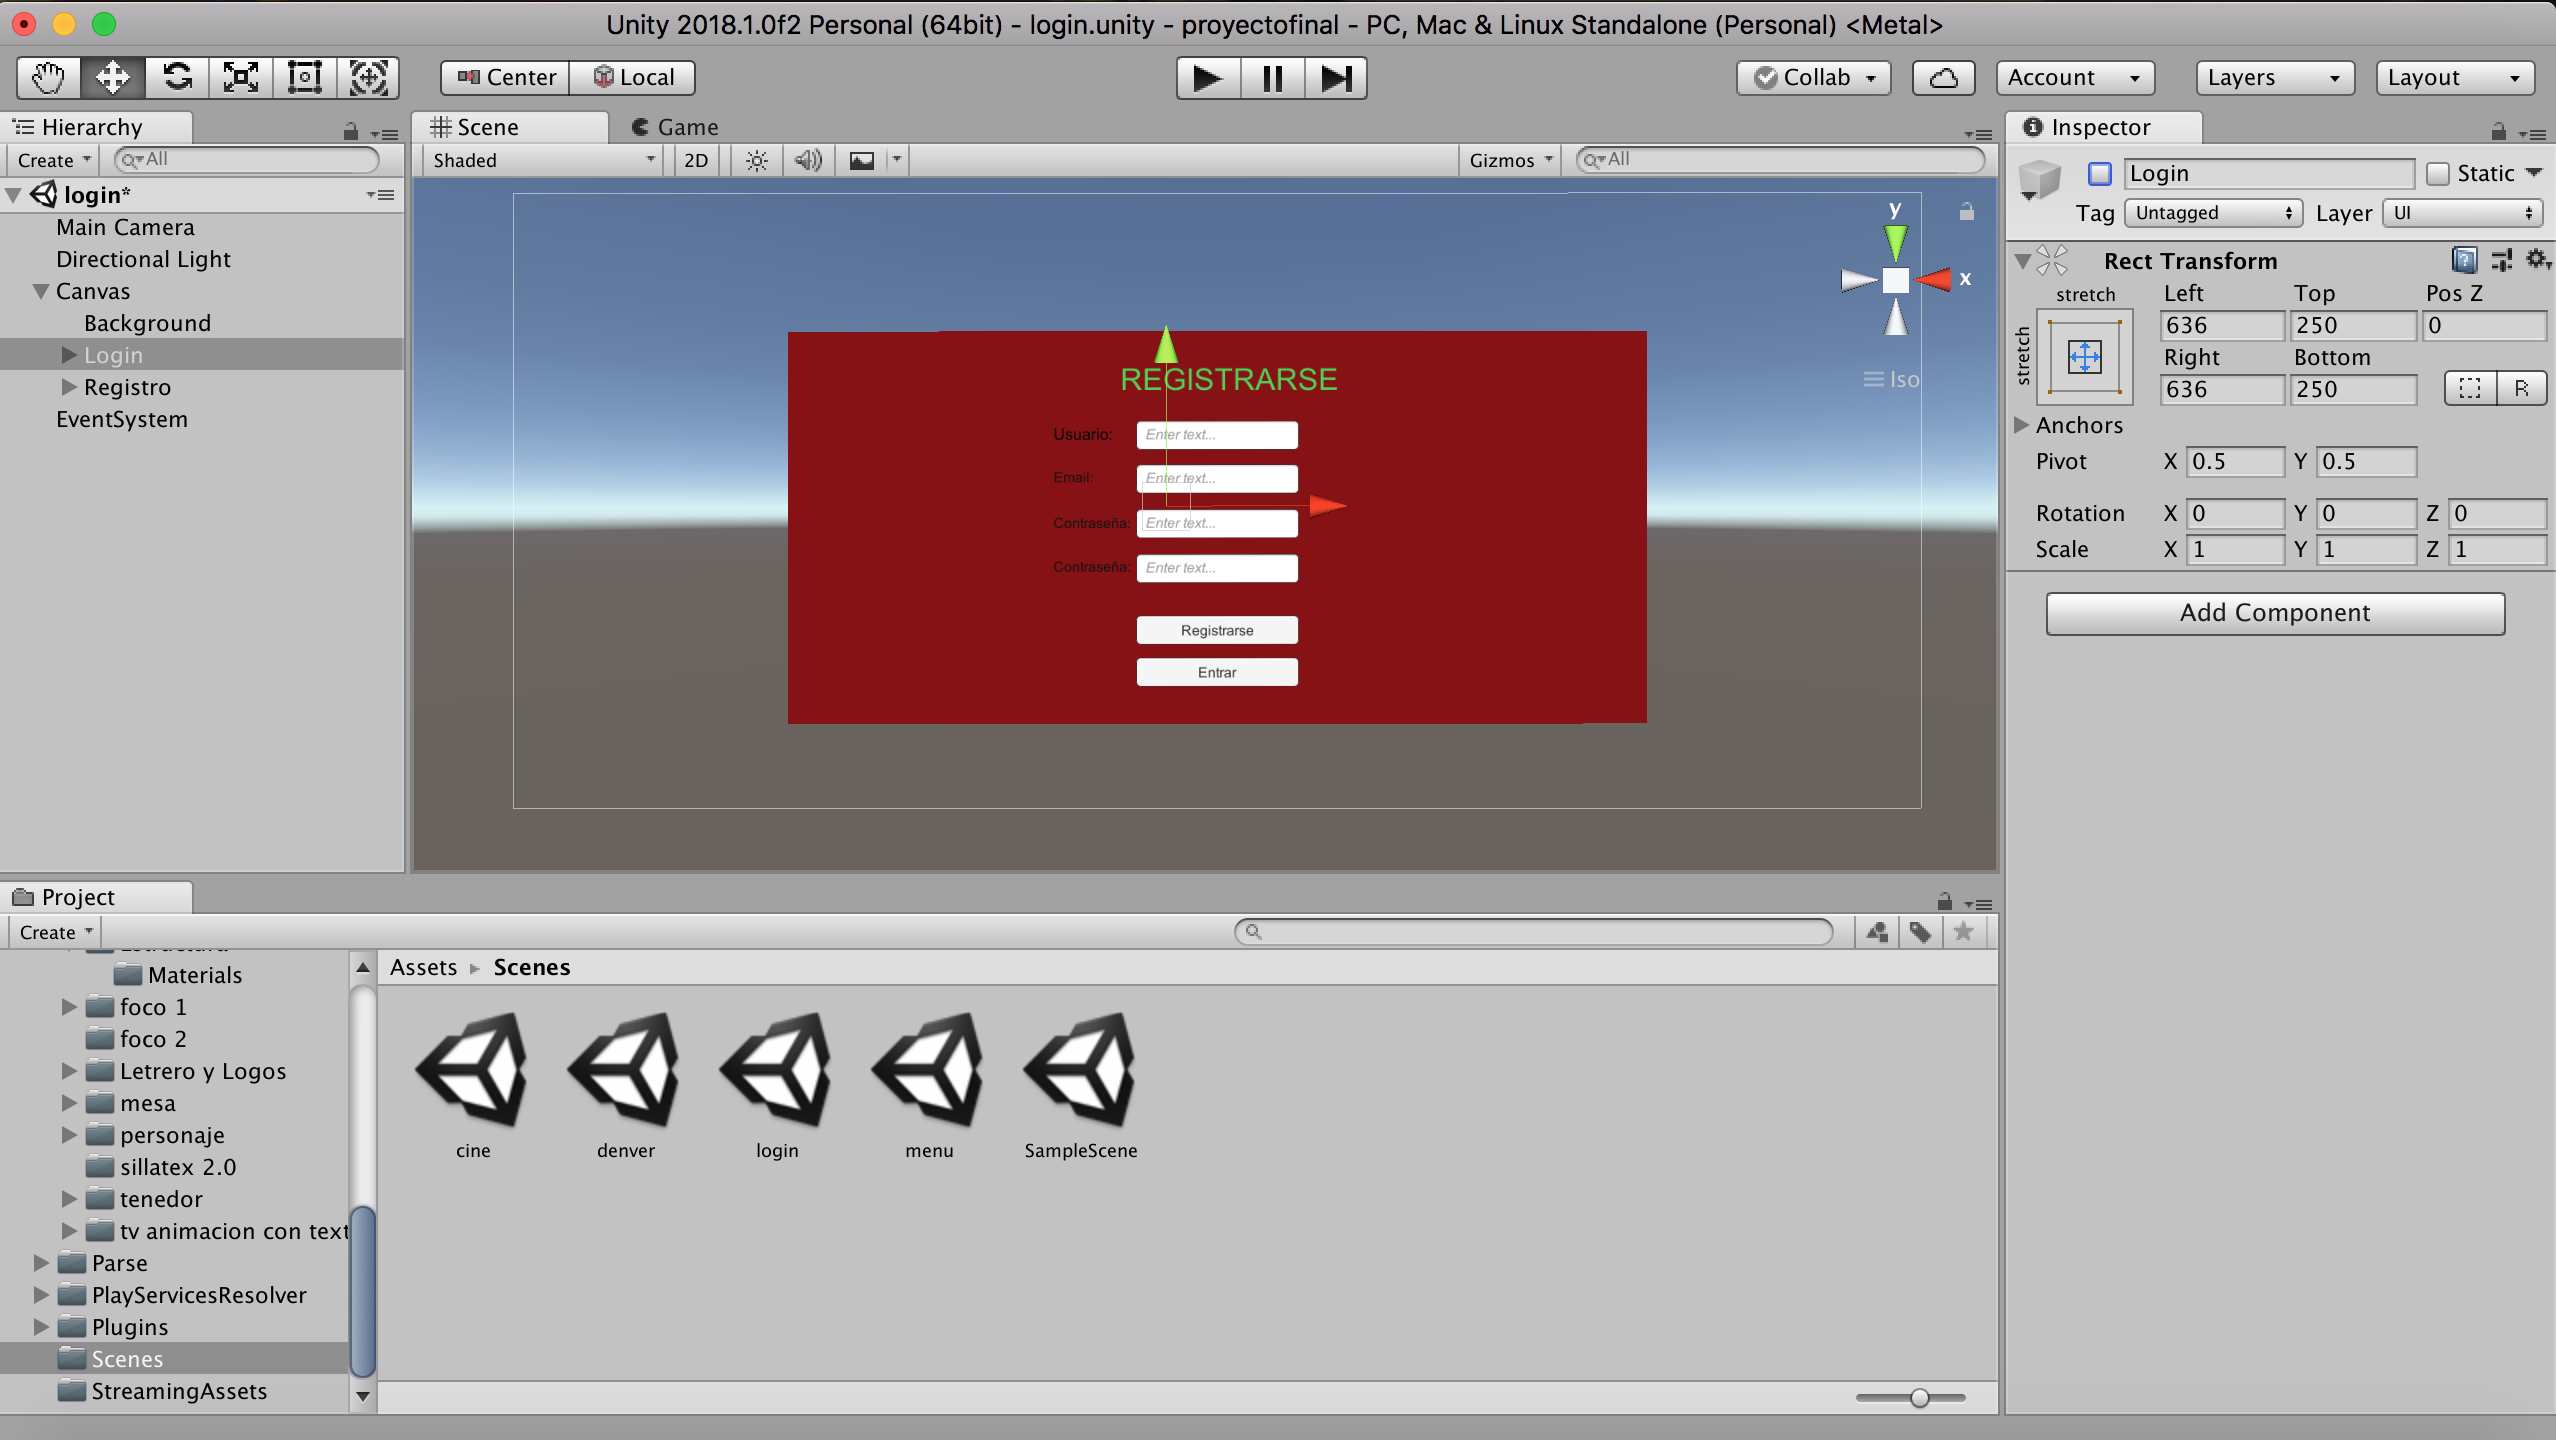 Unity 2018.1.0f2 Personal (64bit) - login.unity - proyectofinal - PC, Mac & Linux Standalone (Personal) <Metal>
Center Local Collab Account Layers Layout
Hierarchy
Create All
login*
Main Camera
Directional Light
Canvas
Background
Login
Registro
EventSystem
Scene Game
Shaded 2D Gizmos All
y
x
Iso
REGISTRARSE
Usuario: Enter text...
Email: Enter text...
Contraseña: Enter text...
Contraseña: Enter text...
Registrarse
Entrar
Inspector
Login Static
Tag Untagged Layer UI
Rect Transform
stretch Left Top Pos Z
stretch
636 250 0
Right Bottom
636 250 R
Anchors
Pivot X 0.5 Y 0.5
Rotation X 0 Y 0 Z 0
Scale X 1 Y 1 Z 1
Add Component
Project
Create
Materials
foco 1
foco 2
Letrero y Logos
mesa
personaje
sillatex 2.0
tenedor
tv animacion con text
Parse
PlayServicesResolver
Plugins
Scenes
StreamingAssets
Assets Scenes
cine denver login menu SampleScene